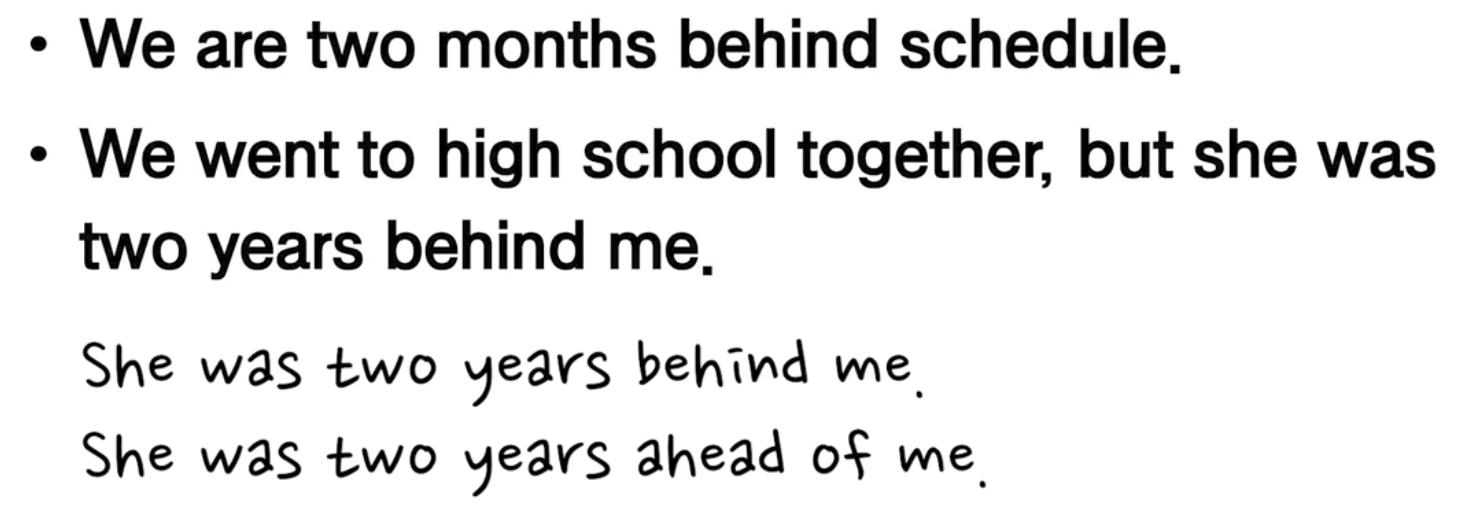 • We are two months behind schedule.
• We went to high school together, but she was
two years behind me.
She was two years behind me.
She was two years ahead of me.